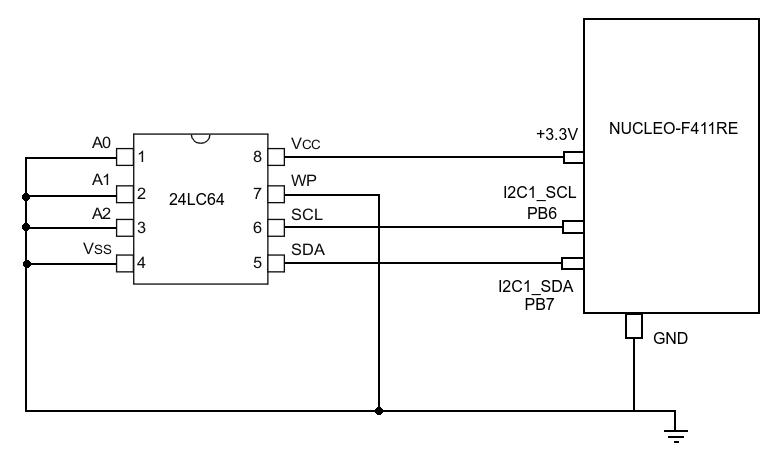 NUCLEO-F411RE
+3.3V
A0
VCC
1
8
A1
WP
2
7
24LC64
I2C1_SCL
PB6
A2
SCL
3
6
VSS
SDA
4
5
I2C1_SDA
PB7
GND